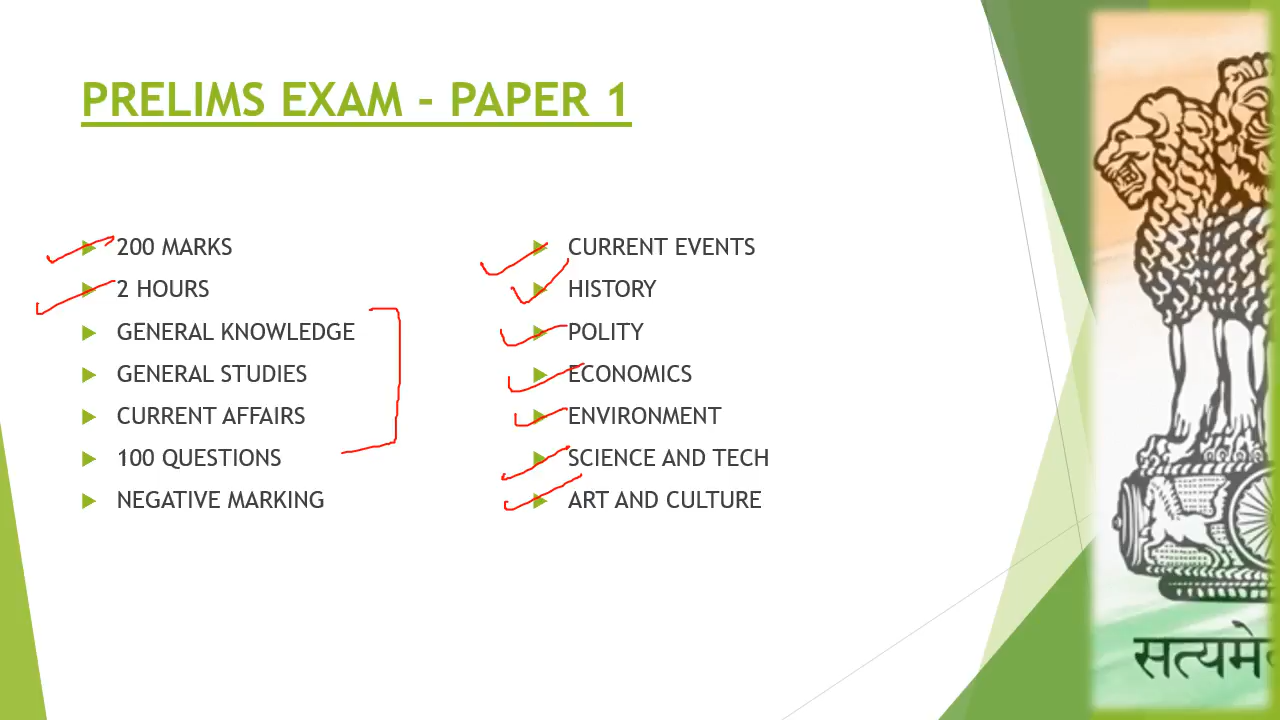 PRELIMS EXAM - PAPER 1
200 MARKS
2 HOURS
GENERAL KNOWLEDGE
GENERAL STUDIES
CURRENT AFFAIRS
100 QUESTIONS
NEGATIVE MARKING
CURRENT EVENTS
HISTORY
POLITY
ECONOMICS
ENVIRONMENT
SCIENCE AND TECH
ART AND CULTURE